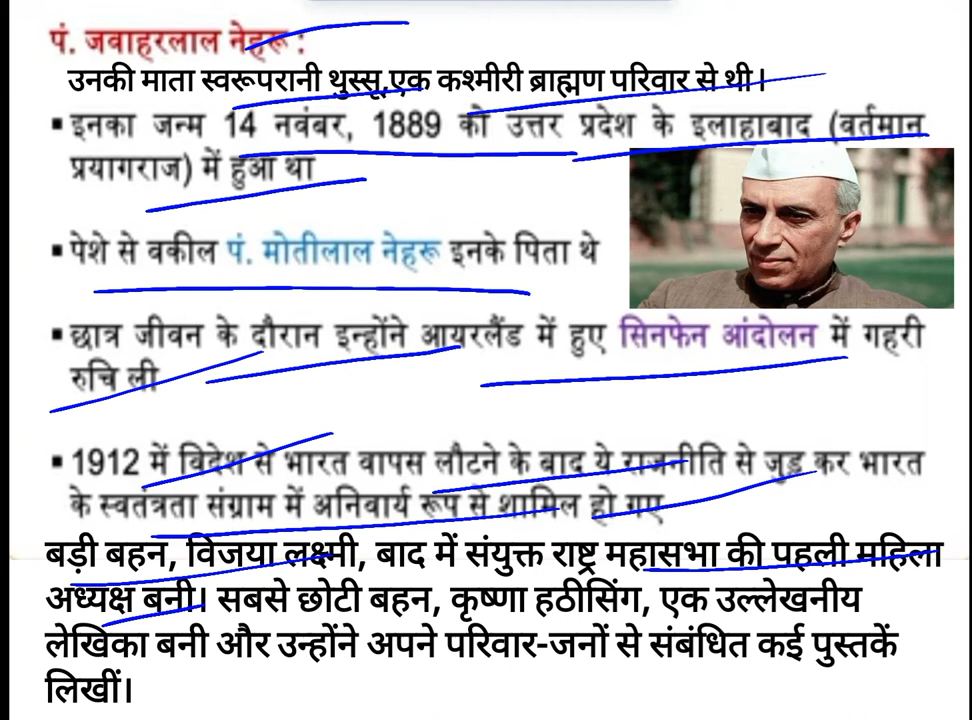 पं. जवाहरलाल नेहरू :
उनकी माता स्वरूपरानी थुस्सू,एक कश्मीरी ब्राह्मण परिवार से थी।
▪ इनका जन्म 14 नवंबर, 1889 को उत्तर प्रदेश के इलाहाबाद (वर्तमान
प्रयागराज) में हुआ था
▪ पेशे से वकील पं. मोतीलाल नेहरू इनके पिता थे
▪ छात्र जीवन के दौरान इन्होंने आयरलैंड में हुए सिनफेन आंदोलन में गहरी
रुचि ली
▪ 1912 में विदेश से भारत वापस लौटने के बाद ये राजनीति से जुड़ कर भारत
के स्वतंत्रता संग्राम में अनिवार्य रूप से शामिल हो गए
बड़ी बहन, विजया लक्ष्मी, बाद में संयुक्त राष्ट्र महासभा की पहली महिला
अध्यक्ष बनी। सबसे छोटी बहन, कृष्णा हठीसिंग, एक उल्लेखनीय
लेखिका बनी और उन्होंने अपने परिवार-जनों से संबंधित कई पुस्तकें
लिखीं।